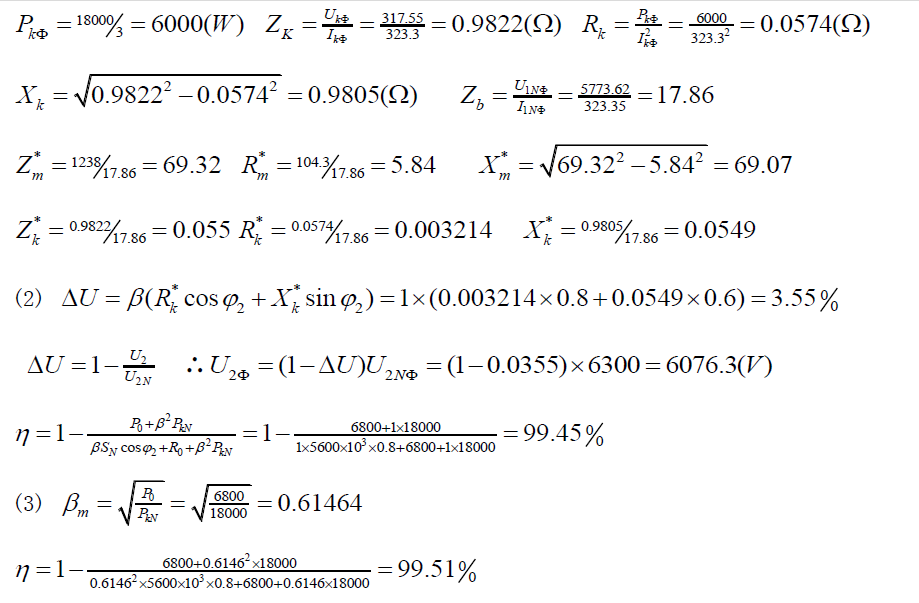 P_{kΦ} = 18000/3 = 6000(W)  Z_K = U_{kΦ}/I_{kΦ} = 317.55/323.3 = 0.9822(Ω)  R_k = P_{kΦ}/I_{kΦ}^2 = 6000/323.3^2 = 0.0574(Ω)
X_k = √(0.9822^2 − 0.0574^2) = 0.9805(Ω)  Z_b = U_{1NΦ}/I_{1NΦ} = 5773.62/323.35 = 17.86
Z_m^* = 1238/17.86 = 69.32  R_m^* = 104.3/17.86 = 5.84  X_m^* = √(69.32^2 − 5.84^2) = 69.07
Z_k^* = 0.9822/17.86 = 0.055  R_k^* = 0.0574/17.86 = 0.003214  X_k^* = 0.9805/17.86 = 0.0549
(2) ΔU = β(R_k^* cos φ_2 + X_k^* sin φ_2) = 1×(0.003214×0.8+0.0549×0.6) = 3.55%
ΔU = 1 − U_2/U_{2N}  ∴ U_{2Φ} = (1−ΔU)U_{2NΦ} = (1−0.0355)×6300 = 6076.3(V)
η = 1 − (P_0+β^2 P_{kN})/(βS_N cos φ_2+R_0+β^2 P_{kN}) = 1 − (6800+1×18000)/(1×5600×10^3×0.8+6800+1×18000) = 99.45%
(3) β_m = √(P_0/P_{kN}) = √(6800/18000) = 0.61464
η = 1 − (6800+0.6146^2×18000)/(0.6146^2×5600×10^3×0.8+6800+0.6146×18000) = 99.51%